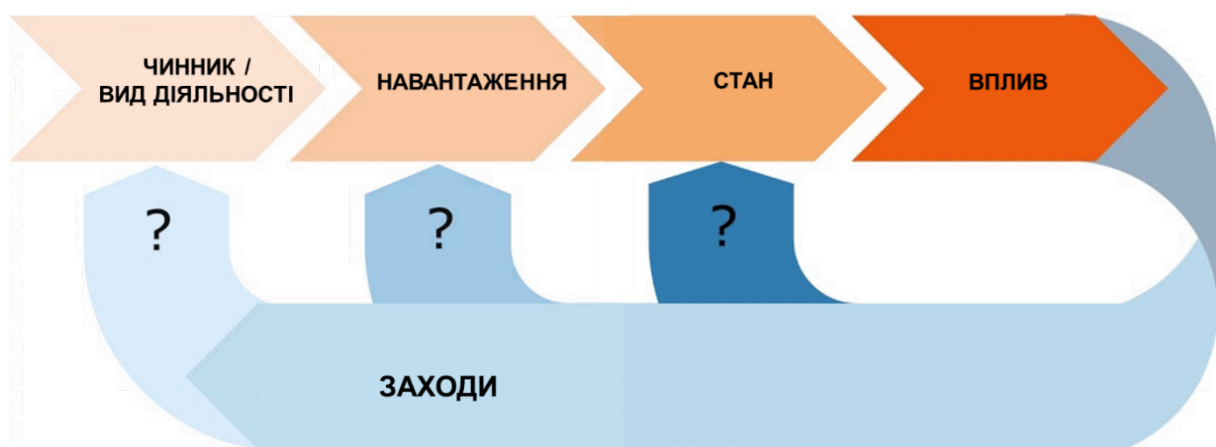 ЧИННИК /
ВИД ДІЯЛЬНОСТІ
НАВАНТАЖЕННЯ
СТАН
ВПЛИВ
?
?
?
ЗАХОДИ